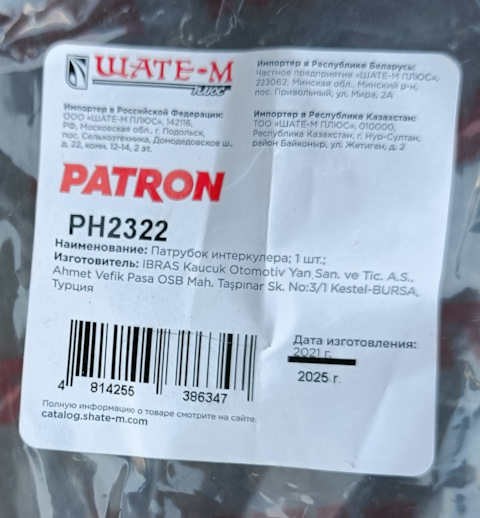 ШАТЕ-М
ПЛЮС
Импортер в Республике Беларусь:
Частное предприятие «ШАТЕ-М ПЛЮС»,
223062, Минская обл., Минский р-н,
пос. Привольный, ул. Мира, 2А
Импортер в Российской Федерации:
ООО «ШАТЕ-М ПЛЮС», 142116,
РФ, Московская обл., г. Подольск,
пос. Сельхозтехника, Домодедовское ш.,
д. 22, комн. 12-14, 2 эт.
Импортер в Республике Казахстан:
ТОО «ШАТЕ-М ПЛЮС», 010000,
Республика Казахстан, г. Нур-Султан,
район Байконыр, ул. Жетиген, д. 2
PATRON
PH2322
Наименование: Патрубок интеркулера; 1 шт.;
Изготовитель: IBRAS Kaucuk Otomotiv Yan San. ve Tic. A.S.,
Ahmet Vefik Pasa OSB Mah. Taşpınar Sk. No:3/1 Kestel-BURSA,
Турция
Дата изготовления:
2021 г.
2025 г.
4 814255 386347
Полную информацию о товаре смотрите на сайте.
catalog.shate-m.com